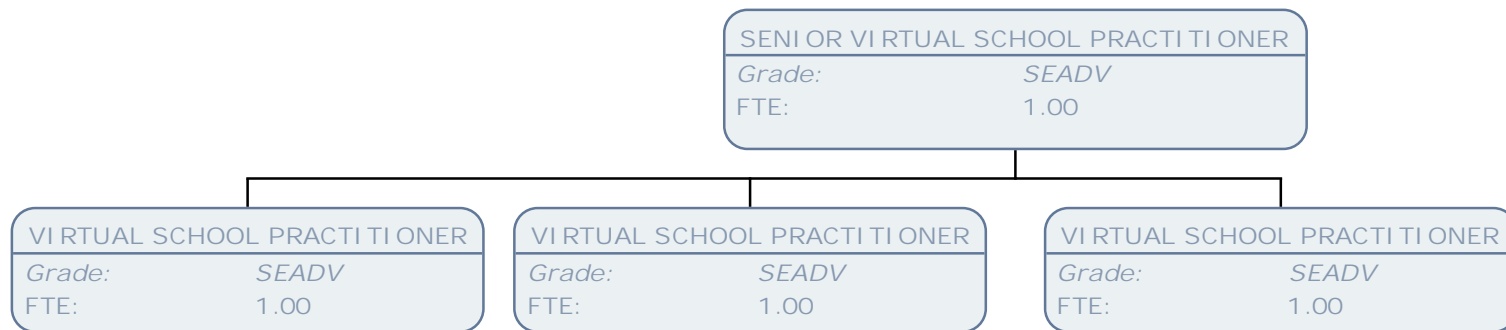 SENIOR VIRTUAL SCHOOL PRACTITIONER
Grade: SEADV
FTE: 1.00
VIRTUAL SCHOOL PRACTITIONER
Grade: SEADV
FTE: 1.00
VIRTUAL SCHOOL PRACTITIONER
Grade: SEADV
FTE: 1.00
VIRTUAL SCHOOL PRACTITIONER
Grade: SEADV
FTE: 1.00